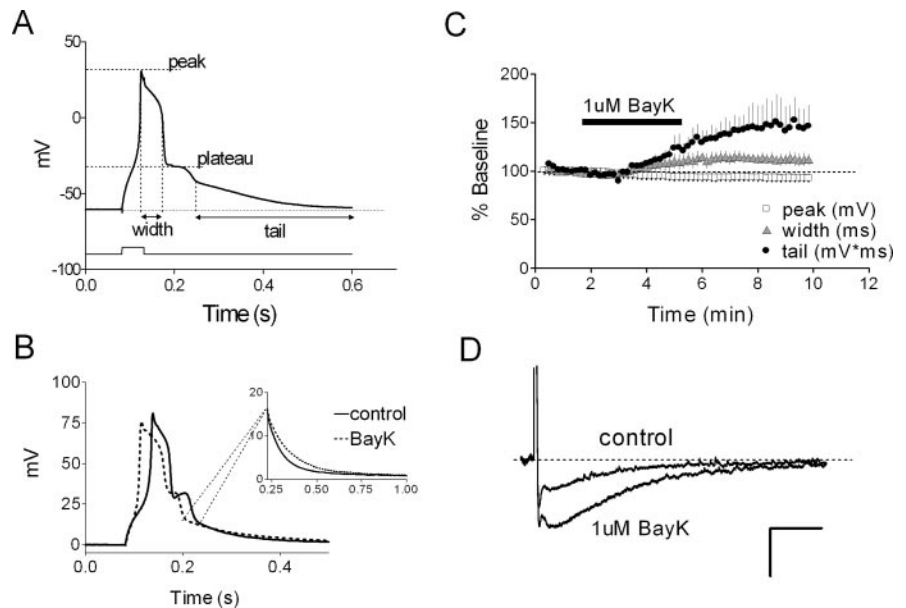 A
50
0
-50
-100
mV
peak
plateau
width
tail
0.0 0.2 0.4 0.6
Time (s)
B
100
75
50
25
0
mV
20
10
0
0.25 0.50 0.75 1.00
control
BayK
0.0 0.2 0.4
Time (s)
C
200
150
100
50
0
% Baseline
1uM BayK
peak (mV)
width (ms)
tail (mV*ms)
0 2 4 6 8 10 12
Time (min)
D
control
1uM BayK